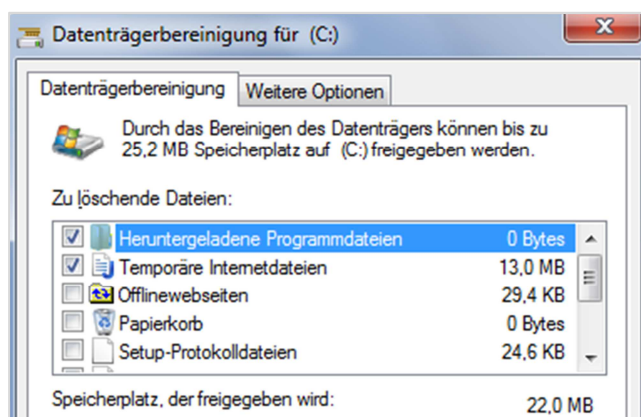 Datenträgerbereinigung für (C:)
Datenträgerbereinigung Weitere Optionen
Durch das Bereinigen des Datenträgers können bis zu
25,2 MB Speicherplatz auf (C:) freigegeben werden.
Zu löschende Dateien:
Heruntergeladene Programmdateien 0 Bytes
Temporäre Internetdateien 13,0 MB
Offlinewebseiten 29,4 KB
Papierkorb 0 Bytes
Setup-Protokolldateien 24,6 KB
Speicherplatz, der freigegeben wird: 22,0 MB